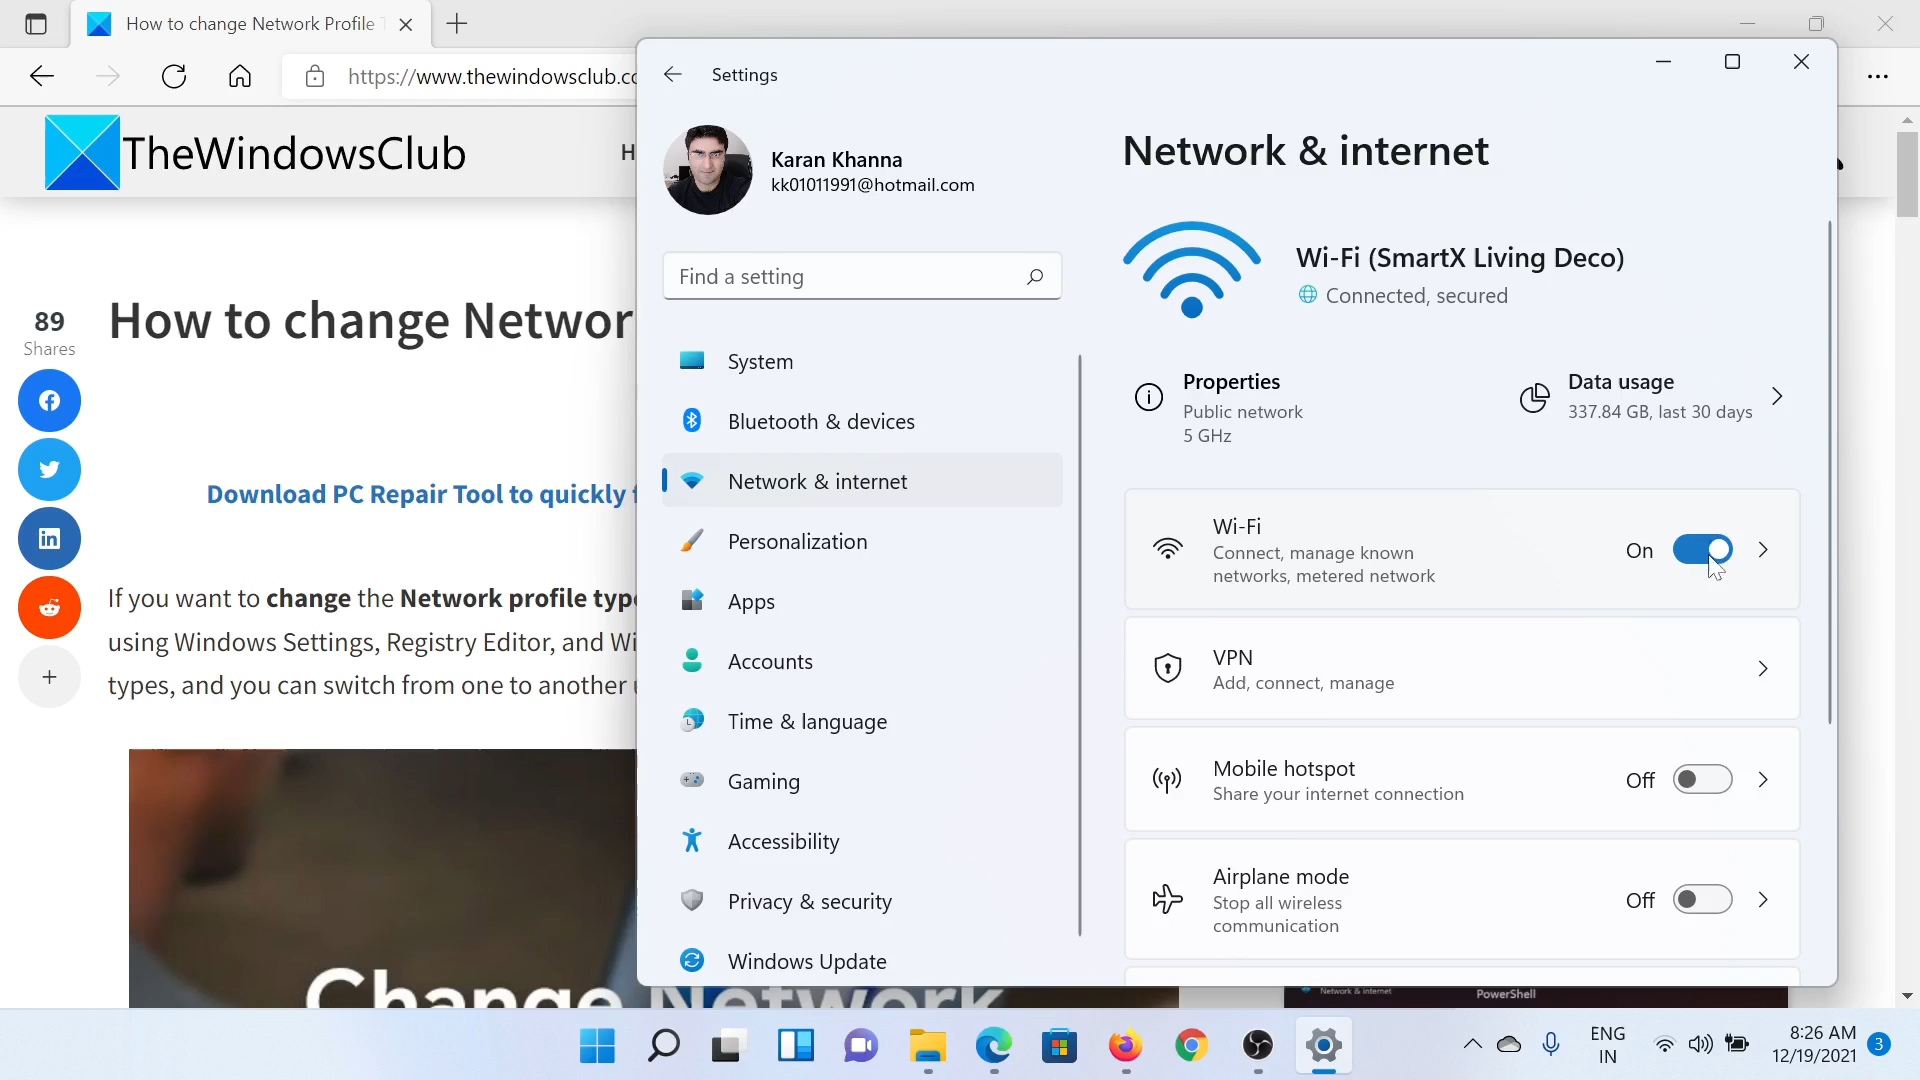 How to change Network Profile T
https://www.thewindowsclub.co
TheWindowsClub
H
89
Shares
How to change Networ
Download PC Repair Tool to quickly f
If you want to change the Network profile type
using Windows Settings, Registry Editor, and Wi
types, and you can switch from one to another u
Change Network
Settings
Karan Khanna
kk01011991@hotmail.com
Find a setting
System
Bluetooth & devices
Network & internet
Personalization
Apps
Accounts
Time & language
Gaming
Accessibility
Privacy & security
Windows Update
Network & internet
Wi-Fi (SmartX Living Deco)
Connected, secured
Properties
Public network
5 GHz
Data usage
337.84 GB, last 30 days
Wi-Fi
Connect, manage known
networks, metered network
On
VPN
Add, connect, manage
Mobile hotspot
Share your internet connection
Off
Airplane mode
Stop all wireless
communication
Off
Network & internet
PowerShell
ENG
IN
8:26 AM
12/19/2021
3